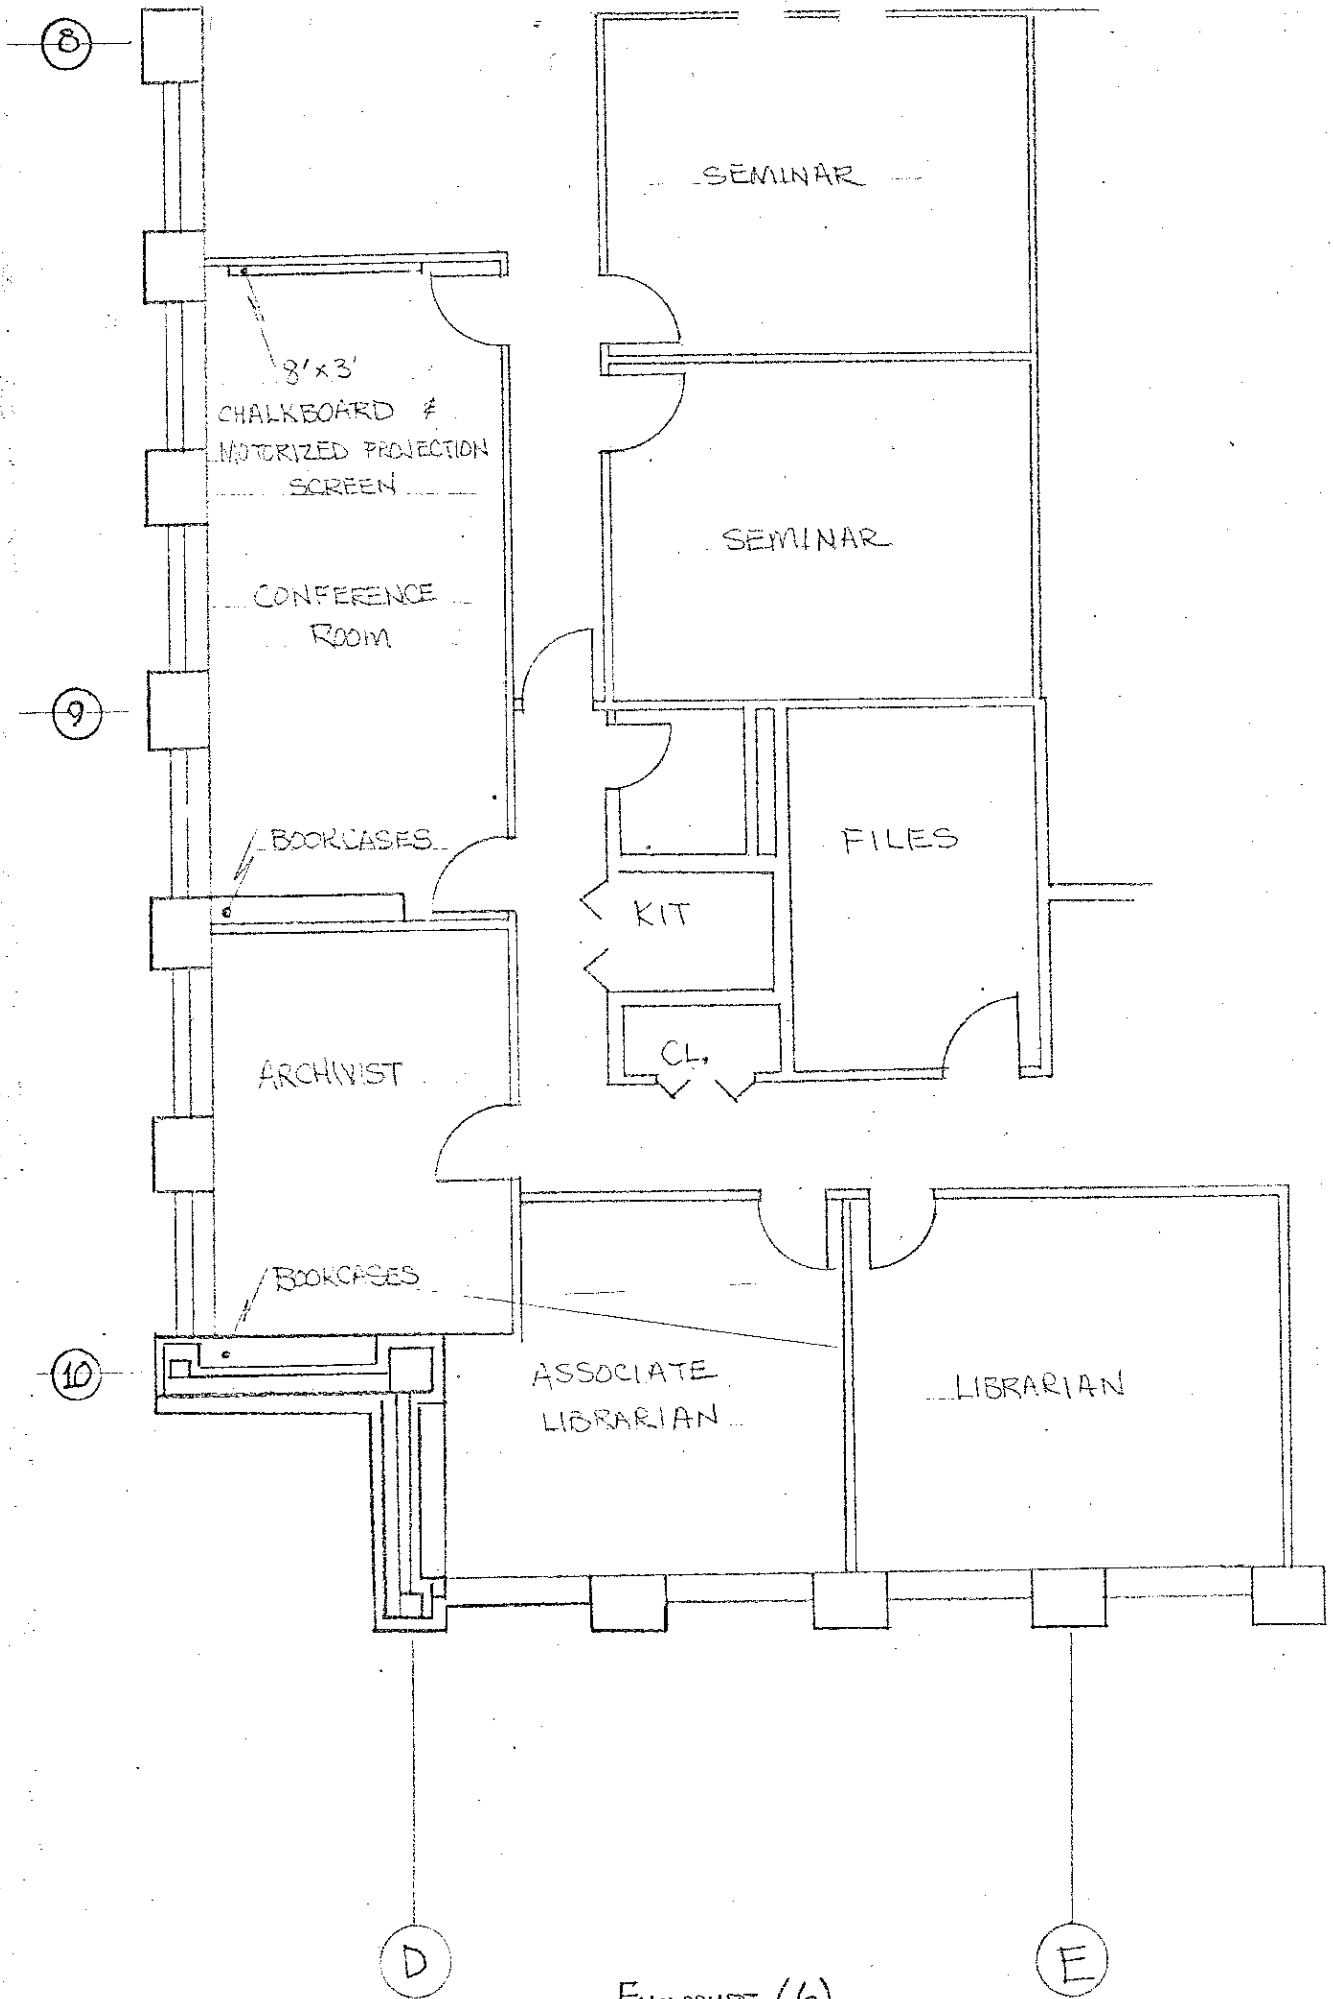 8
SEMINAR
8'x3'
CHALKBOARD &
MOTORIZED PROJECTION
SCREEN
SEMINAR
CONFERENCE
ROOM
9
BOOKCASES
FILES
KIT
CL.
ARCHIVIST
BOOKCASES
10
ASSOCIATE
LIBRARIAN
LIBRARIAN
D
E
(6)